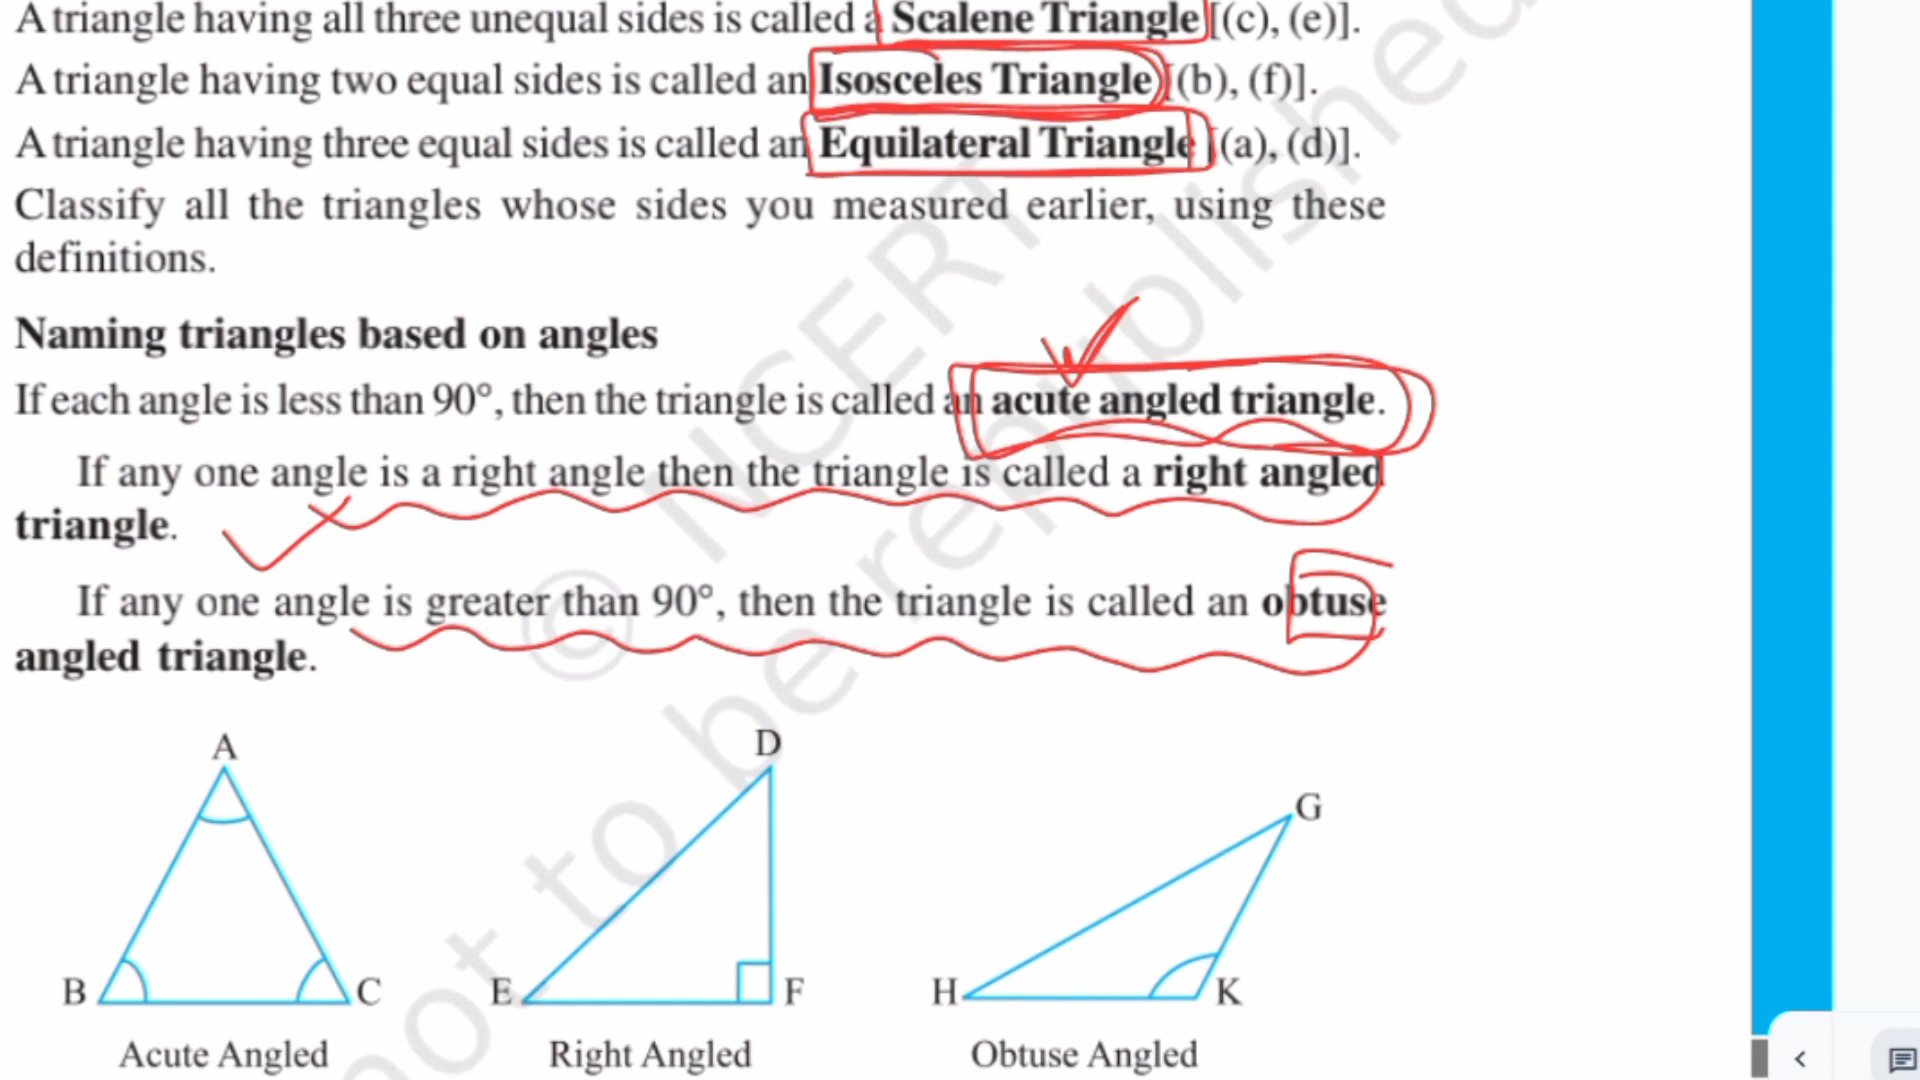 A triangle having all three unequal sides is called a Scalene Triangle [(c), (e)].
A triangle having two equal sides is called an Isosceles Triangle [(b), (f)].
A triangle having three equal sides is called an Equilateral Triangle [(a), (d)].
Classify all the triangles whose sides you measured earlier, using these
definitions.
Naming triangles based on angles
If each angle is less than 90°, then the triangle is called an acute angled triangle.
If any one angle is a right angle then the triangle is called a right angled
triangle.
If any one angle is greater than 90°, then the triangle is called an obtuse
angled triangle.
A
B
C
Acute Angled
D
E
F
Right Angled
G
H
K
Obtuse Angled
© NCERT
not to be republished